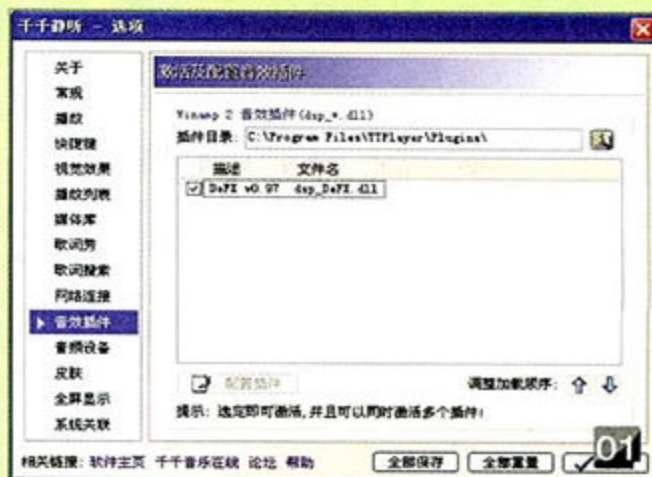 千千静听 - 选项
关于
常规
播放
快捷键
视觉效果
播放列表
媒体库
歌词秀
歌词搜索
网络连接
音效插件
音频设备
皮肤
全屏显示
系统关联
激活及配置音效插件
Winamp 2 音效插件(dsp_*.dll)
插件目录: C:\Program Files\TTPlayer\Plugins\
描述 文件名
DeFX v0.97 dsp_DeFX.dll
配置插件 调整加载顺序:
提示: 选定即可激活,并且可以同时激活多个插件!
相关链接: 软件主页 千千音乐在线 论坛 帮助 全部保存 全部重置
01